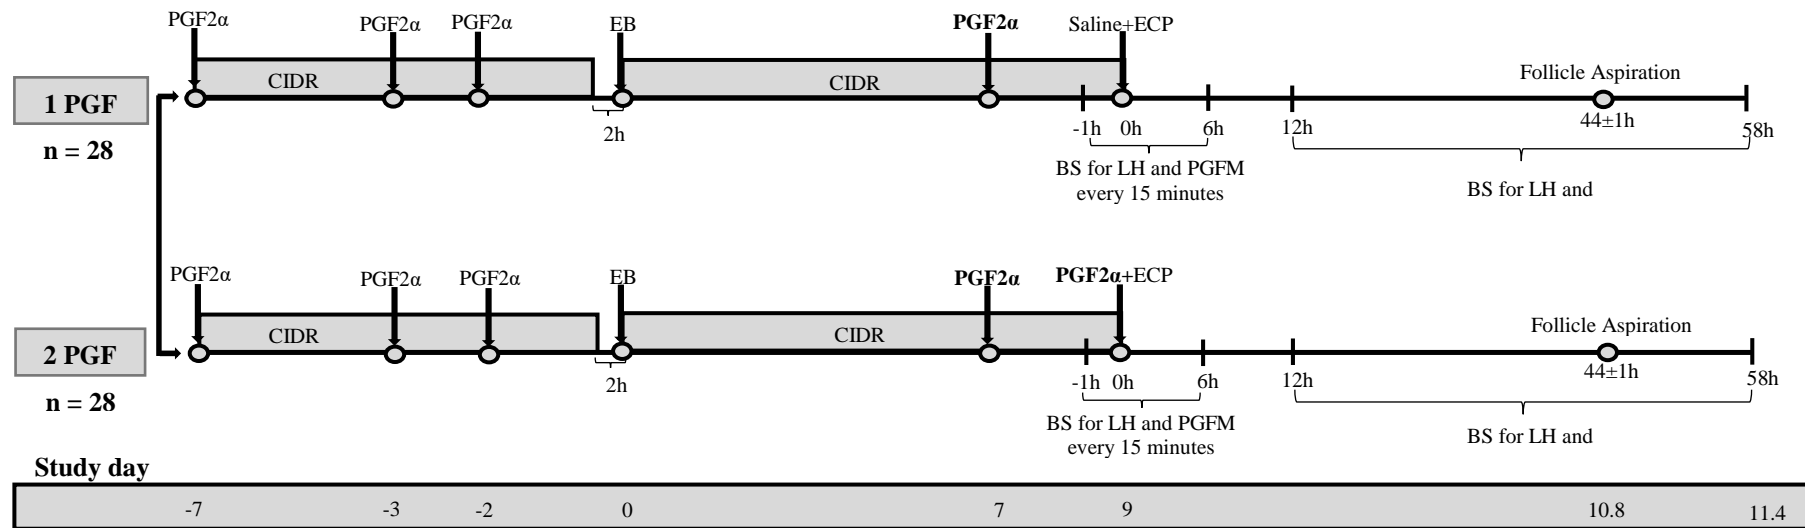 PGF2α PGF2α PGF2α EB PGF2α Saline+ECP
CIDR CIDR Follicle Aspiration
1 PGF
n = 28
2h -1h 0h 6h 12h 44±1h 58h
BS for LH and PGFM
every 15 minutes
BS for LH and
PGF2α PGF2α PGF2α EB PGF2α PGF2α+ECP
CIDR CIDR Follicle Aspiration
2 PGF
n = 28
2h -1h 0h 6h 12h 44±1h 58h
BS for LH and PGFM
every 15 minutes
BS for LH and
Study day
-7 -3 -2 0 7 9 10.8 11.4